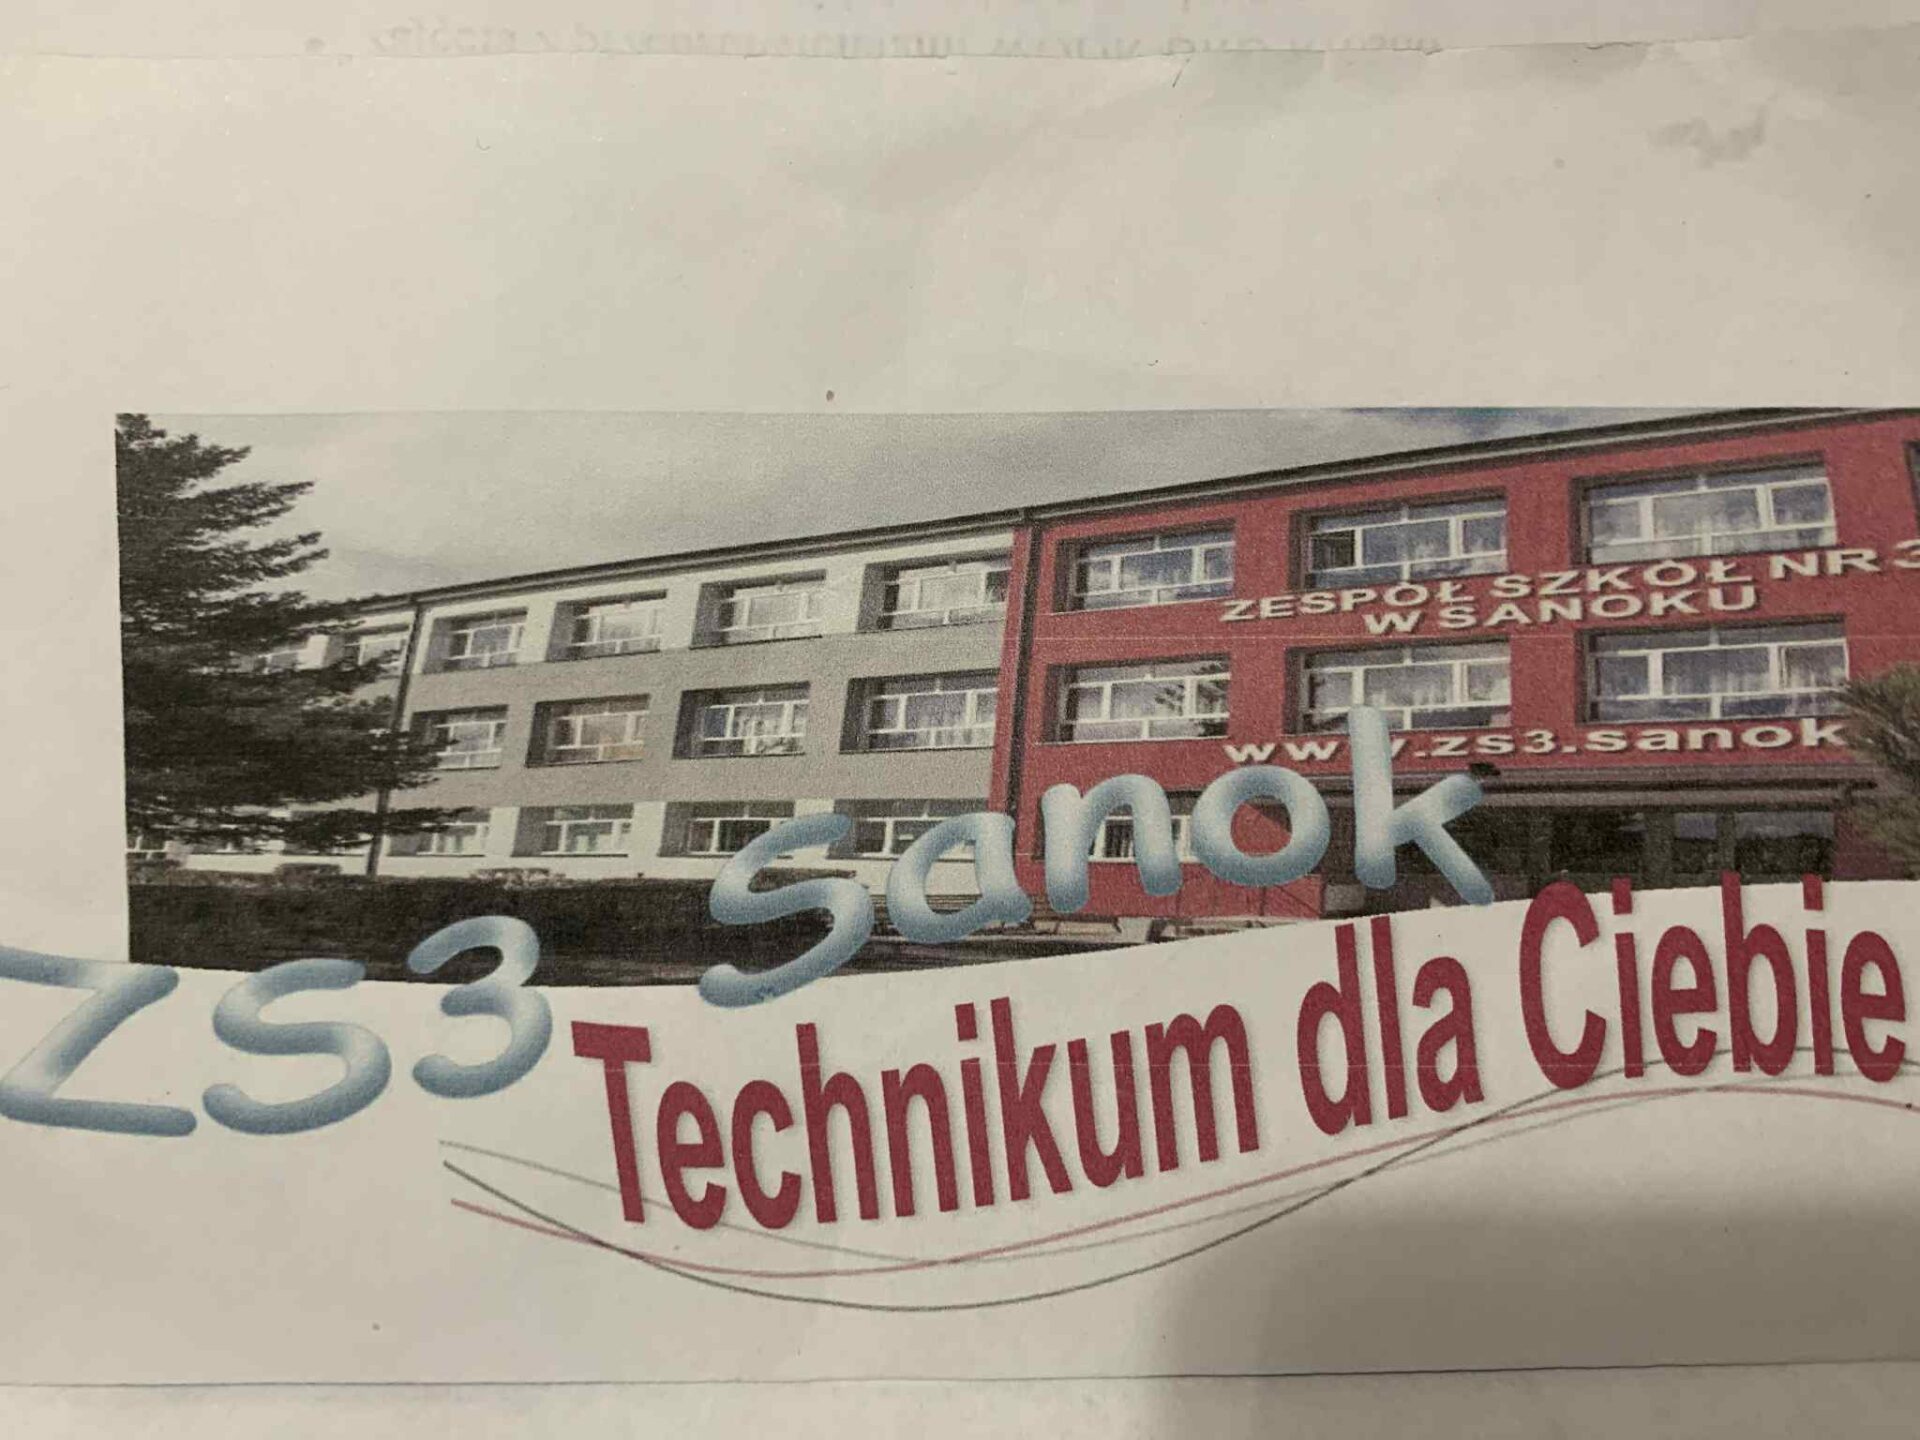 ZESPÓŁ SZKÓŁ NR 3
W SANOKU
www.zs3.sanok
ZS3 Sanok
Technikum dla Ciebie